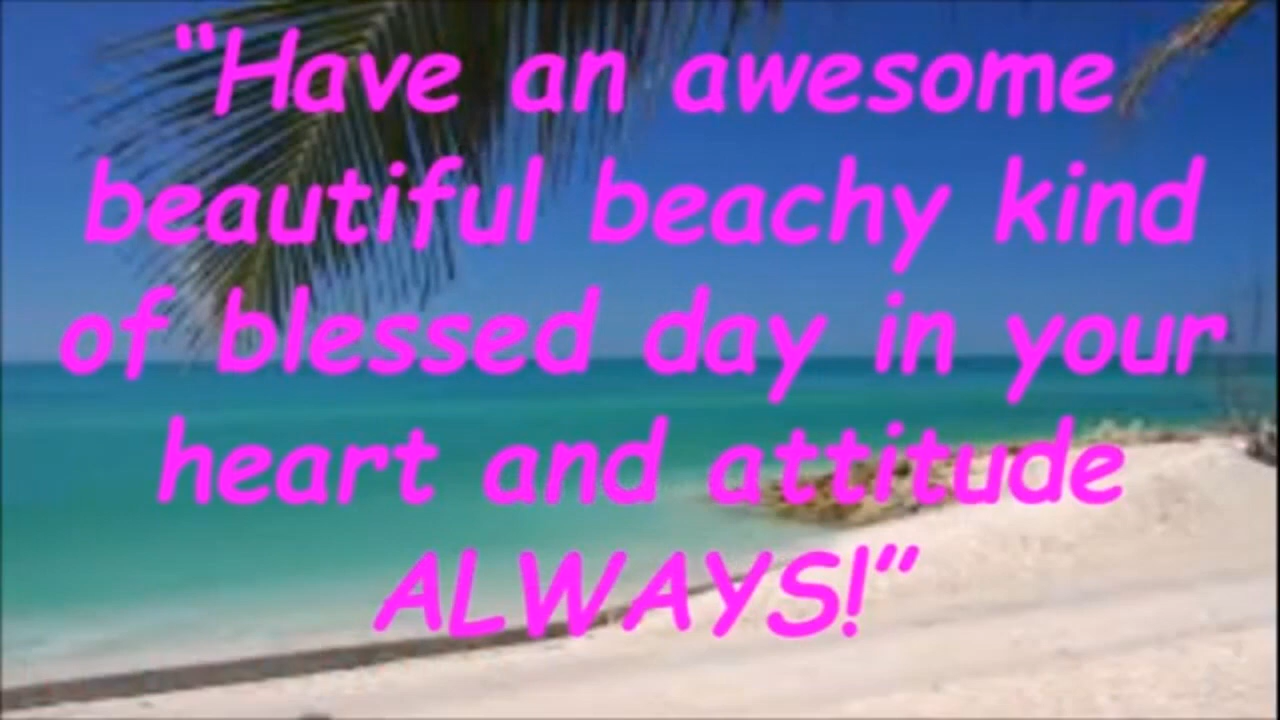 “Have an awesome
beautiful beachy kind
of blessed day in your
heart and attitude
ALWAYS!”